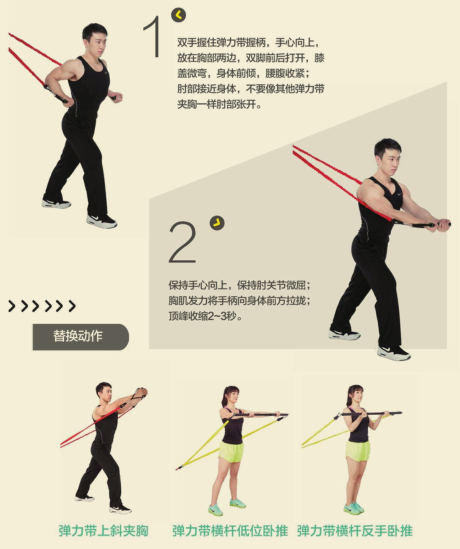 1
双手握住弹力带握柄，手心向上，
放在胸部两边，双脚前后打开，膝
盖微弯，身体前倾，腰腹收紧；
肘部接近身体，不要像其他弹力带
夹胸一样肘部张开。
2
保持手心向上，保持肘关节微屈；
胸肌发力将手柄向身体前方拉拢；
顶峰收缩2~3秒。
替换动作
弹力带上斜夹胸 弹力带横杆低位卧推 弹力带横杆反手卧推